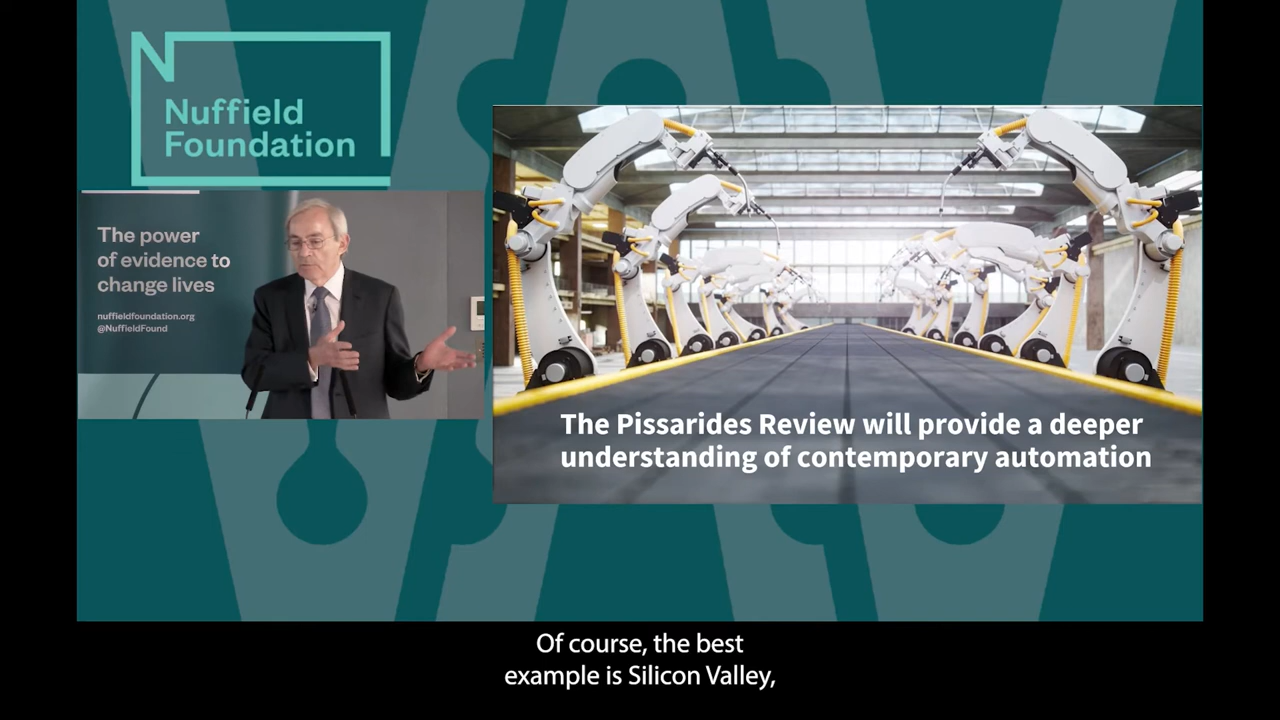 Nuffield
Foundation
The power
of evidence to
change lives
nuffieldfoundation.org
@NuffieldFound
The Pissarides Review will provide a deeper
understanding of contemporary automation
Of course, the best
example is Silicon Valley,